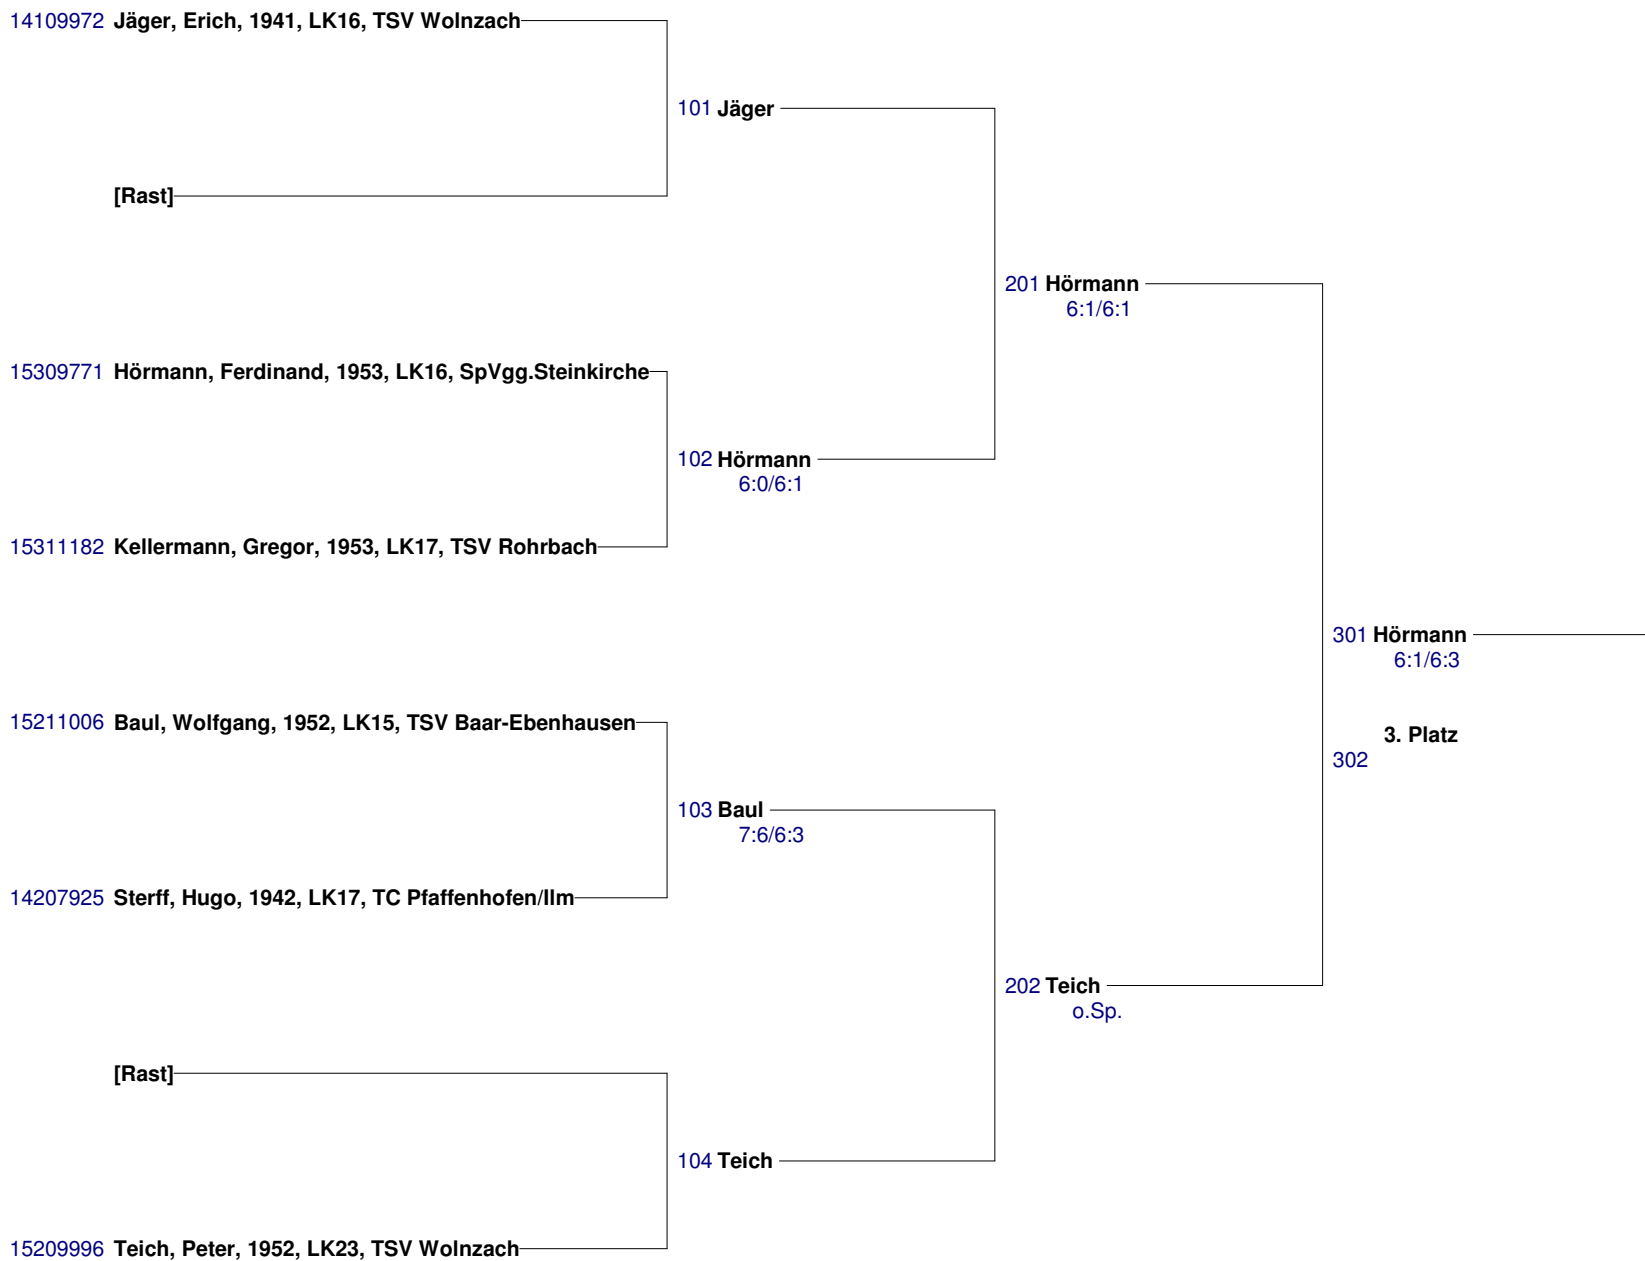 14109972 Jäger, Erich, 1941, LK16, TSV Wolnzach
101 Jäger
[Rast]
201 Hörmann
6:1/6:1
15309771 Hörmann, Ferdinand, 1953, LK16, SpVgg.Steinkirche
102 Hörmann
6:0/6:1
15311182 Kellermann, Gregor, 1953, LK17, TSV Rohrbach
301 Hörmann
6:1/6:3
15211006 Baul, Wolfgang, 1952, LK15, TSV Baar-Ebenhausen
3. Platz
302
103 Baul
7:6/6:3
14207925 Sterff, Hugo, 1942, LK17, TC Pfaffenhofen/Ilm
202 Teich
o.Sp.
[Rast]
104 Teich
15209996 Teich, Peter, 1952, LK23, TSV Wolnzach